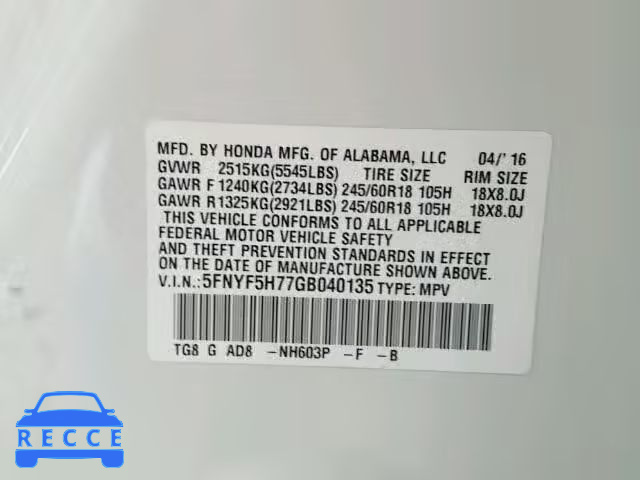 MFD. BY HONDA MFG. OF ALABAMA, LLC 04/'16
GVWR 2515KG(5545LBS) TIRE SIZE RIM SIZE
GAWR F 1240KG(2734LBS) 245/60R18 105H 18X8.0J
GAWR R1325KG(2921LBS) 245/60R18 105H 18X8.0J
THIS VEHICLE CONFORMS TO ALL APPLICABLE
FEDERAL MOTOR VEHICLE SAFETY
AND THEFT PREVENTION STANDARDS IN EFFECT
ON THE DATE OF MANUFACTURE SHOWN ABOVE.
V.I.N.:5FNYF5H77GB040135 TYPE: MPV
TG8 G AD8 -NH603P -F -B
RECCE